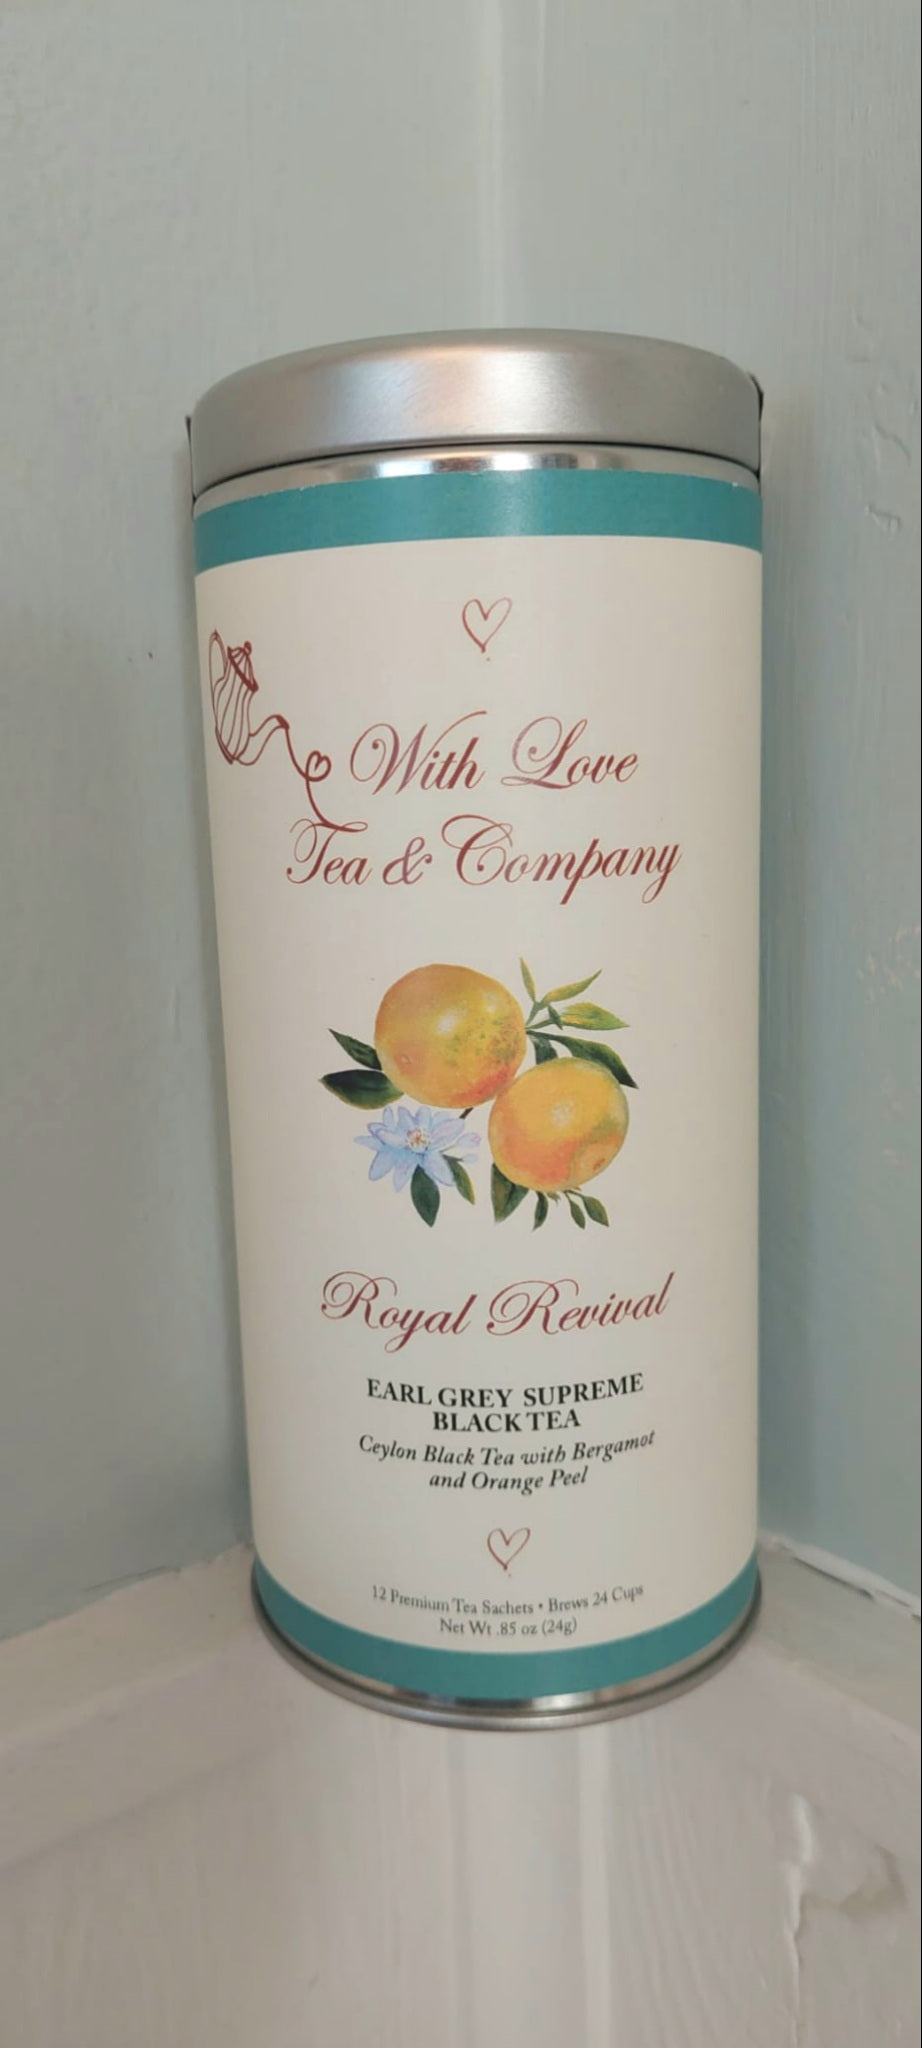 With Love
Tea & Company
Royal Revival
EARL GREY SUPREME
BLACK TEA
Ceylon Black Tea with Bergamot
and Orange Peel
12 Premium Tea Sachets • Brews 24 Cups
Net Wt .85 oz (24g)